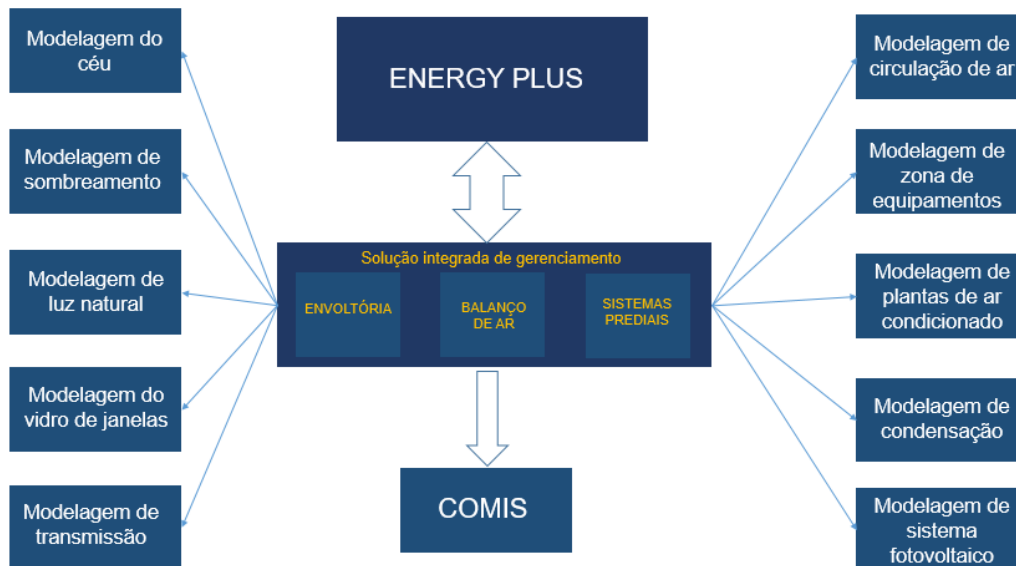 Modelagem do
céu
Modelagem de
sombreamento
Modelagem de
luz natural
Modelagem do
vidro de janelas
Modelagem de
transmissão
ENERGY PLUS
Solução integrada de gerenciamento
ENVOLTÓRIA
BALANÇO
DE AR
SISTEMAS
PREDIAIS
COMIS
Modelagem de
circulação de ar
Modelagem de
zona de
equipamentos
Modelagem de
plantas de ar
condicionado
Modelagem de
condensação
Modelagem de
sistema
fotovoltaico